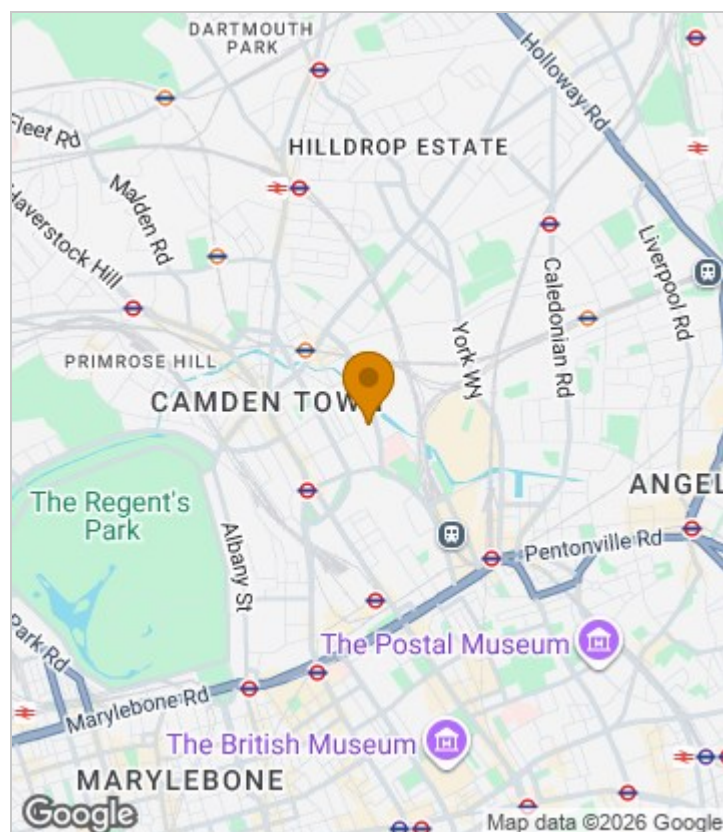 DARTMOUTH
PARK
Holloway Rd
Fleet Rd
HILLDROP ESTATE
Malden Rd
Haverstock Hill
Liverpool Rd
Caledonian Rd
York Wy
PRIMROSE HILL
CAMDEN TOWN
ANGEL
The Regent's
Park
Albany St
Pentonville Rd
Park Rd
The Postal Museum
Marylebone Rd
The British Museum
MARYLEBONE
Google
Map data ©2026 Google